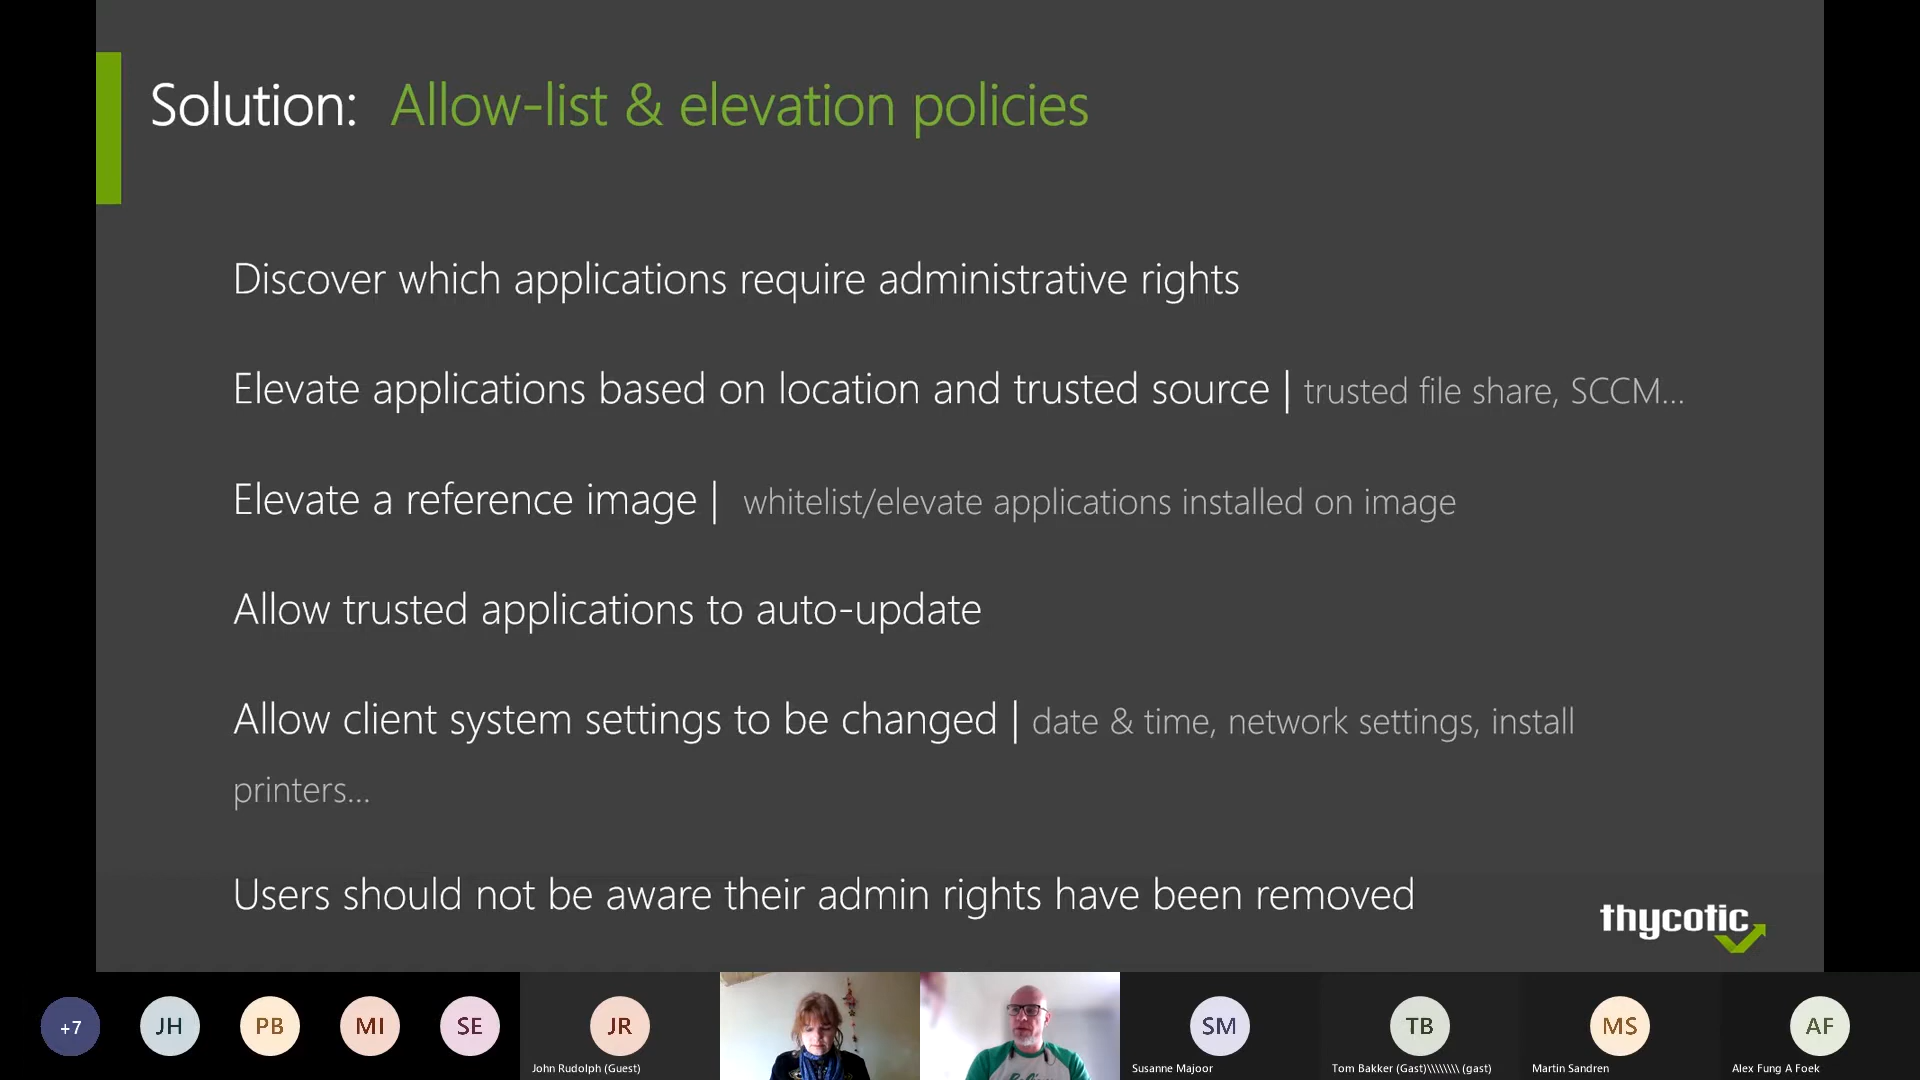 Solution: Allow-list & elevation policies
Discover which applications require administrative rights
Elevate applications based on location and trusted source | trusted file share, SCCM...
Elevate a reference image | whitelist/elevate applications installed on image
Allow trusted applications to auto-update
Allow client system settings to be changed | date & time, network settings, install
printers...
Users should not be aware their admin rights have been removed
thycotic
+7
JH
PB
MI
SE
JR
SM
TB
MS
AF
John Rudolph (Guest)
Susanne Majoor
Tom Bakker (Gast)\\\\\\\\ (gast)
Martin Sandren
Alex Fung A Foek